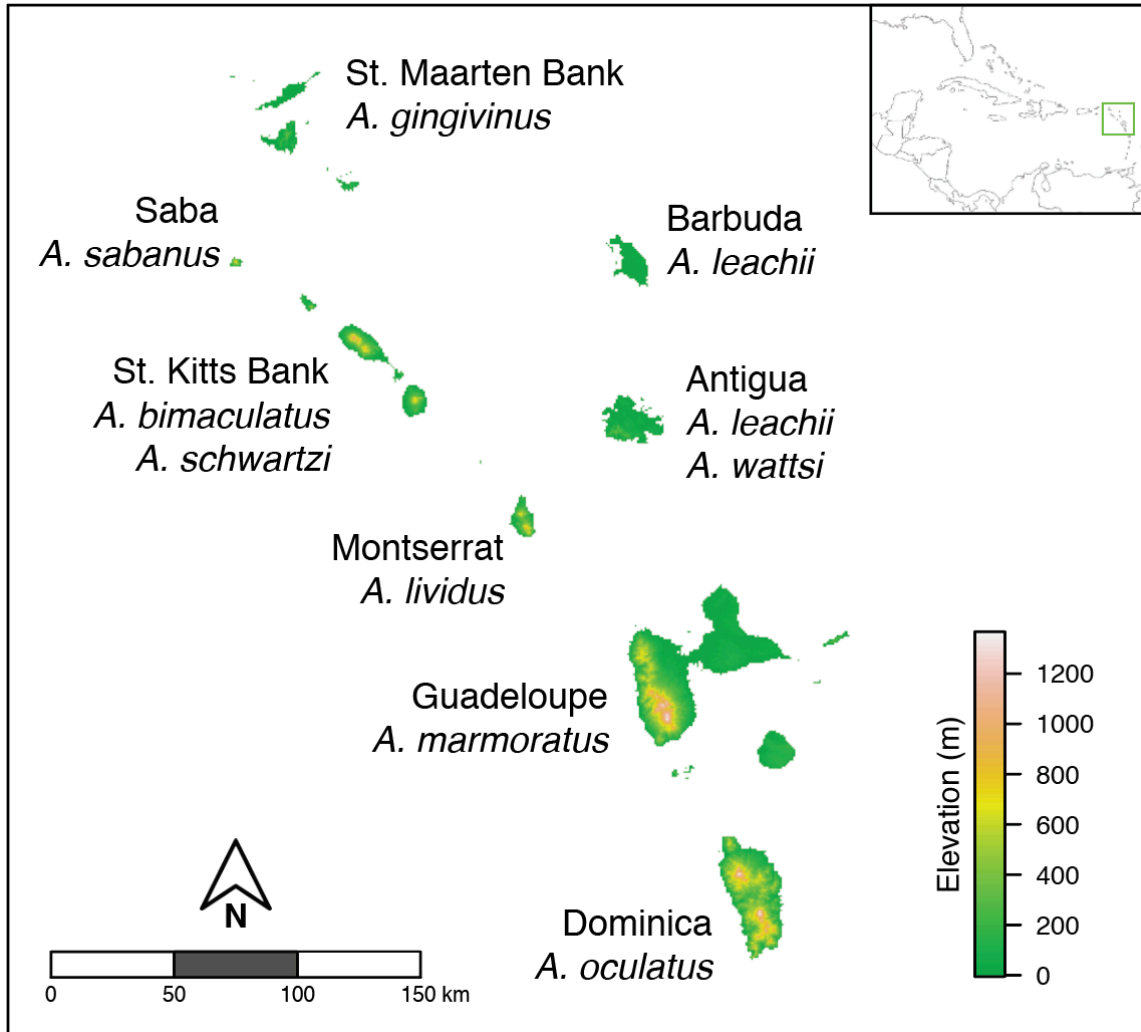 St. Maarten Bank
A. gingivinus
Saba
A. sabanus
Barbuda
A. leachii
St. Kitts Bank
A. bimaculatus
A. schwartzi
Antigua
A. leachii
A. wattsi
Montserrat
A. lividus
Guadeloupe
A. marmoratus
Dominica
A. oculatus
N
0 50 100 150 km
Elevation (m)
1200
1000
800
600
400
200
0